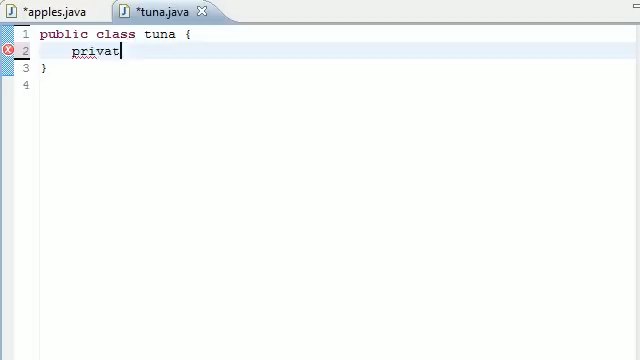 *apples.java *tuna.java
1 public class tuna {
2 privat
3 }
4